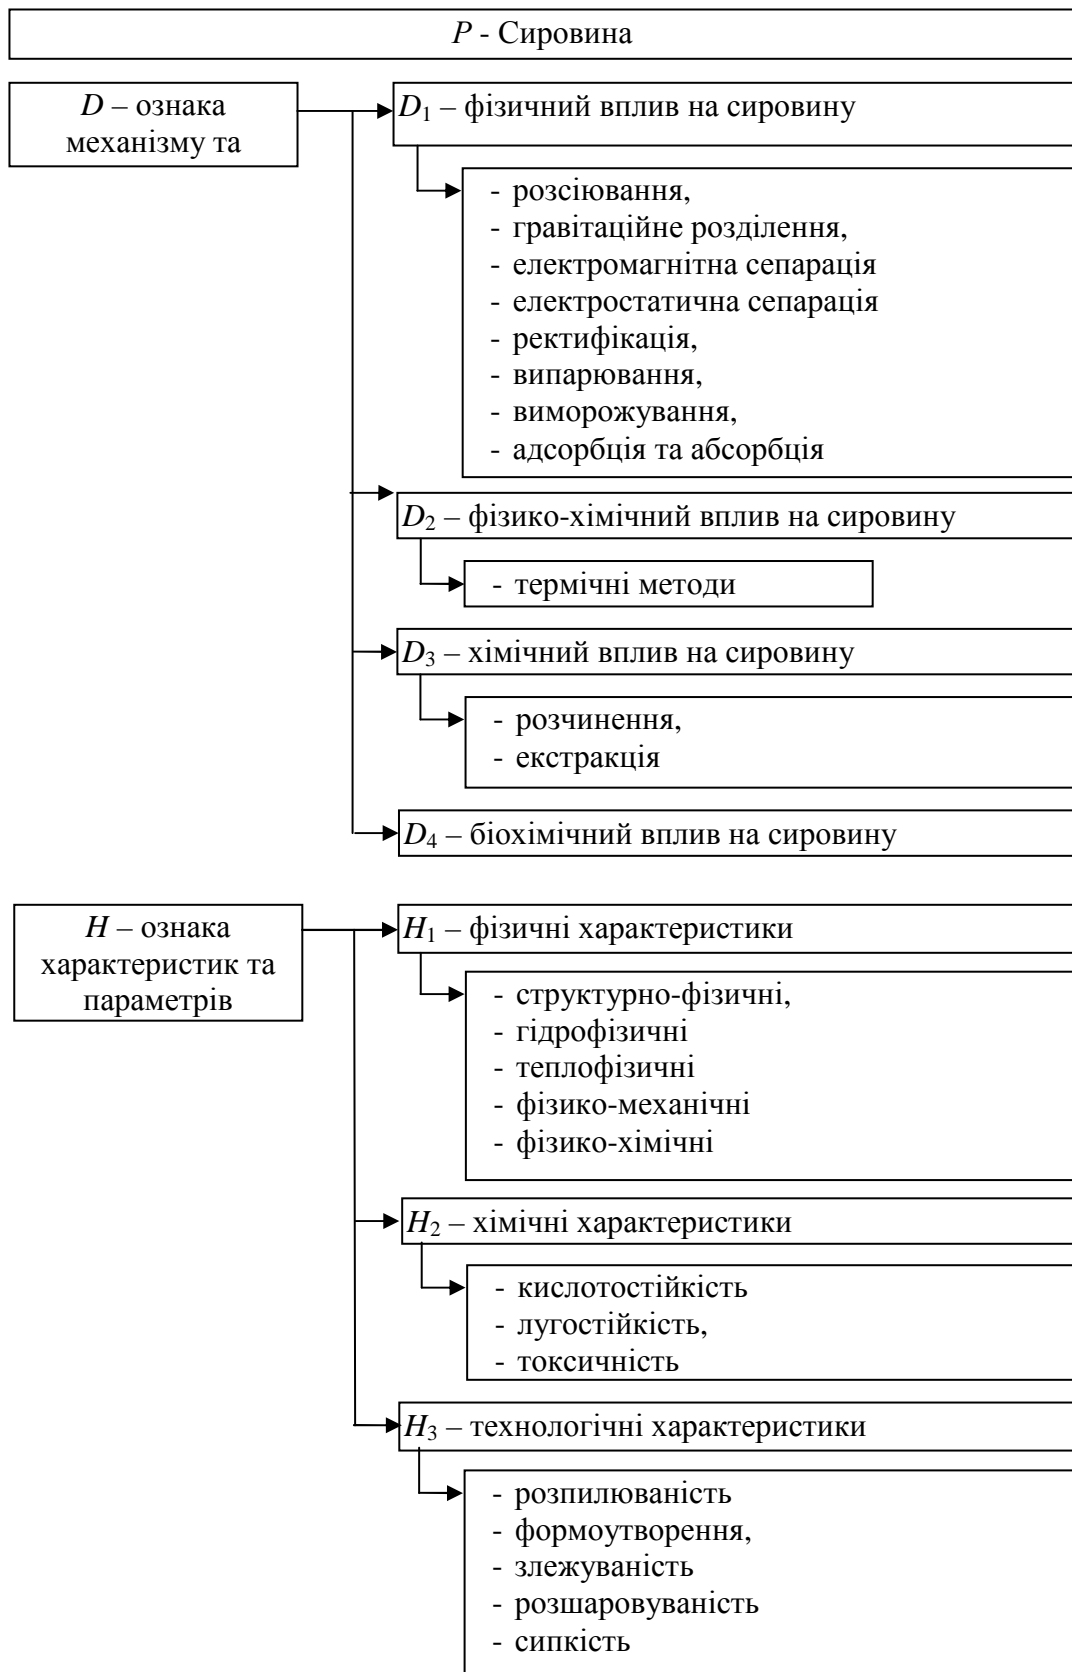 P - Сировина
D – ознака
механізму та
D1 – фізичний вплив на сировину
- розсіювання,
- гравітаційне розділення,
- електромагнітна сепарація
- електростатична сепарація
- ректифікація,
- випарювання,
- виморожування,
- адсорбція та абсорбція
D2 – фізико-хімічний вплив на сировину
- термічні методи
D3 – хімічний вплив на сировину
- розчинення,
- екстракція
D4 – біохімічний вплив на сировину
H – ознака
характеристик та
параметрів
H1 – фізичні характеристики
- структурно-фізичні,
- гідрофізичні
- теплофізичні
- фізико-механічні
- фізико-хімічні
H2 – хімічні характеристики
- кислотостійкість
- лугостійкість,
- токсичність
H3 – технологічні характеристики
- розпилюваність
- формоутворення,
- злежуваність
- розшаровуваність
- сипкість